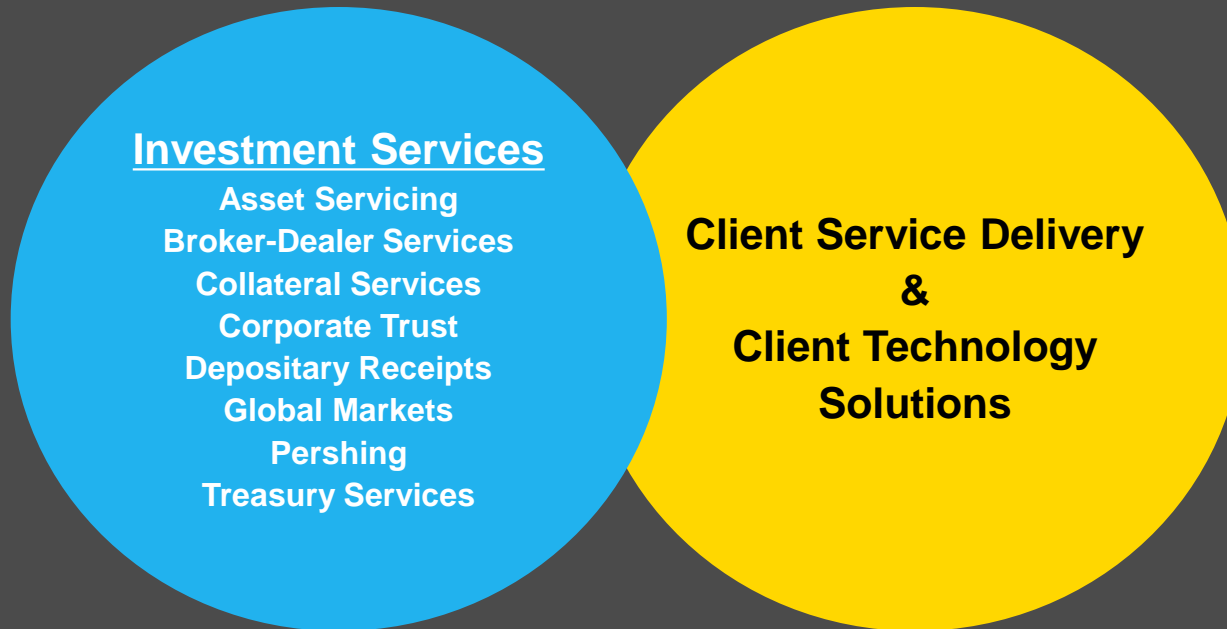 Investment Services
Asset Servicing
Broker-Dealer Services
Collateral Services
Corporate Trust
Depositary Receipts
Global Markets
Pershing
Treasury Services
Client Service Delivery
&
Client Technology
Solutions